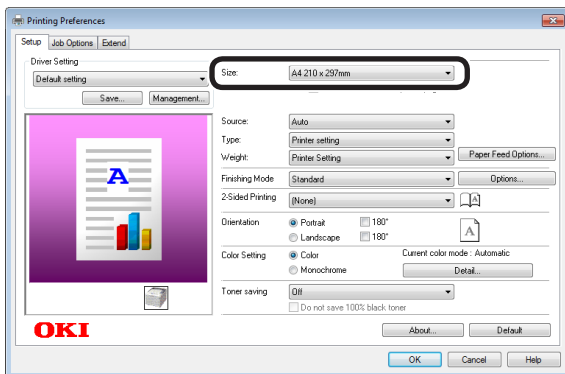 Printing Preferences
Setup Job Options Extend
Driver Setting
Default setting
Save... Management...
A
Size: A4 210 x 297mm
Source: Auto
Type: Printer setting
Weight: Printer Setting Paper Feed Options...
Finishing Mode Standard Options...
2-Sided Printing (None)
Orientation Portrait 180°
Landscape 180°
A
Color Setting Color Current color mode : Automatic
Monochrome Detail...
Toner saving Off
Do not save 100% black toner
OKI
About... Default
OK Cancel Help